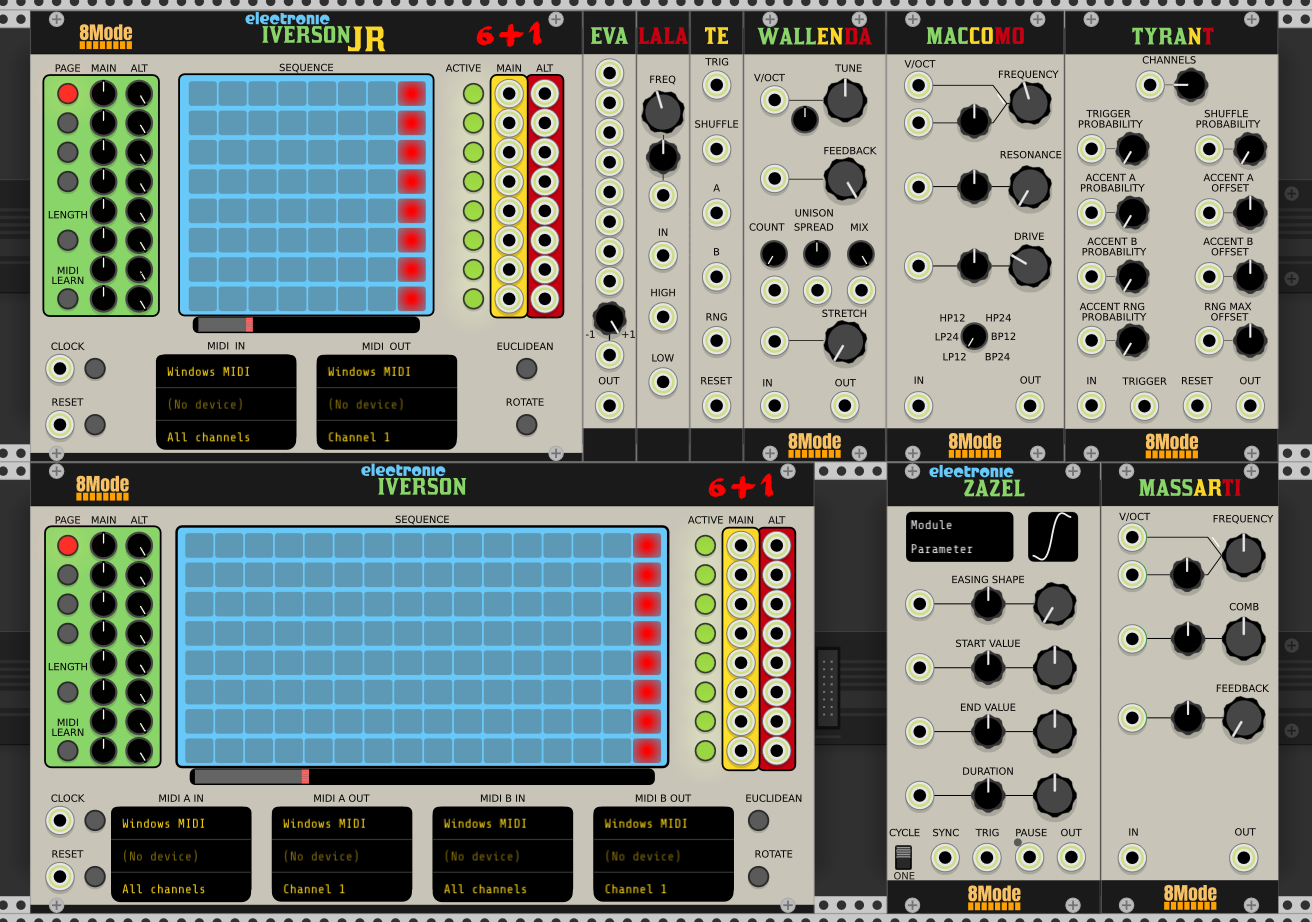 8Mode
electronic
IVERSON JR
6+1
PAGE MAIN ALT
SEQUENCE
ACTIVE MAIN ALT
LENGTH
MIDI
LEARN
CLOCK
RESET
MIDI IN
Windows MIDI
(No device)
All channels
MIDI OUT
Windows MIDI
(No device)
Channel 1
EUCLIDEAN
ROTATE
EVA
-1 +1
OUT
LALA
FREQ
IN
HIGH
LOW
TE
TRIG
SHUFFLE
A
B
RNG
RESET
WALLENDA
V/OCT
TUNE
FEEDBACK
UNISON
COUNT SPREAD MIX
STRETCH
IN OUT
8Mode
MACCOMO
V/OCT
FREQUENCY
RESONANCE
DRIVE
HP12 HP24
LP24 BP12
LP12 BP24
IN OUT
8Mode
TYRANT
CHANNELS
TRIGGER
PROBABILITY
SHUFFLE
PROBABILITY
ACCENT A
PROBABILITY
ACCENT A
OFFSET
ACCENT B
PROBABILITY
ACCENT B
OFFSET
ACCENT RNG
PROBABILITY
RNG MAX
OFFSET
IN TRIGGER RESET OUT
8Mode
8Mode
electronic
IVERSON
6+1
PAGE MAIN ALT
SEQUENCE
ACTIVE MAIN ALT
LENGTH
MIDI
LEARN
CLOCK
RESET
MIDI A IN
Windows MIDI
(No device)
All channels
MIDI A OUT
Windows MIDI
(No device)
Channel 1
MIDI B IN
Windows MIDI
(No device)
All channels
MIDI B OUT
Windows MIDI
(No device)
Channel 1
EUCLIDEAN
ROTATE
electronic
ZAZEL
Module
Parameter
EASING SHAPE
START VALUE
END VALUE
DURATION
CYCLE SYNC TRIG PAUSE OUT
ONE
8Mode
MASSARTI
V/OCT
FREQUENCY
COMB
FEEDBACK
IN OUT
8Mode